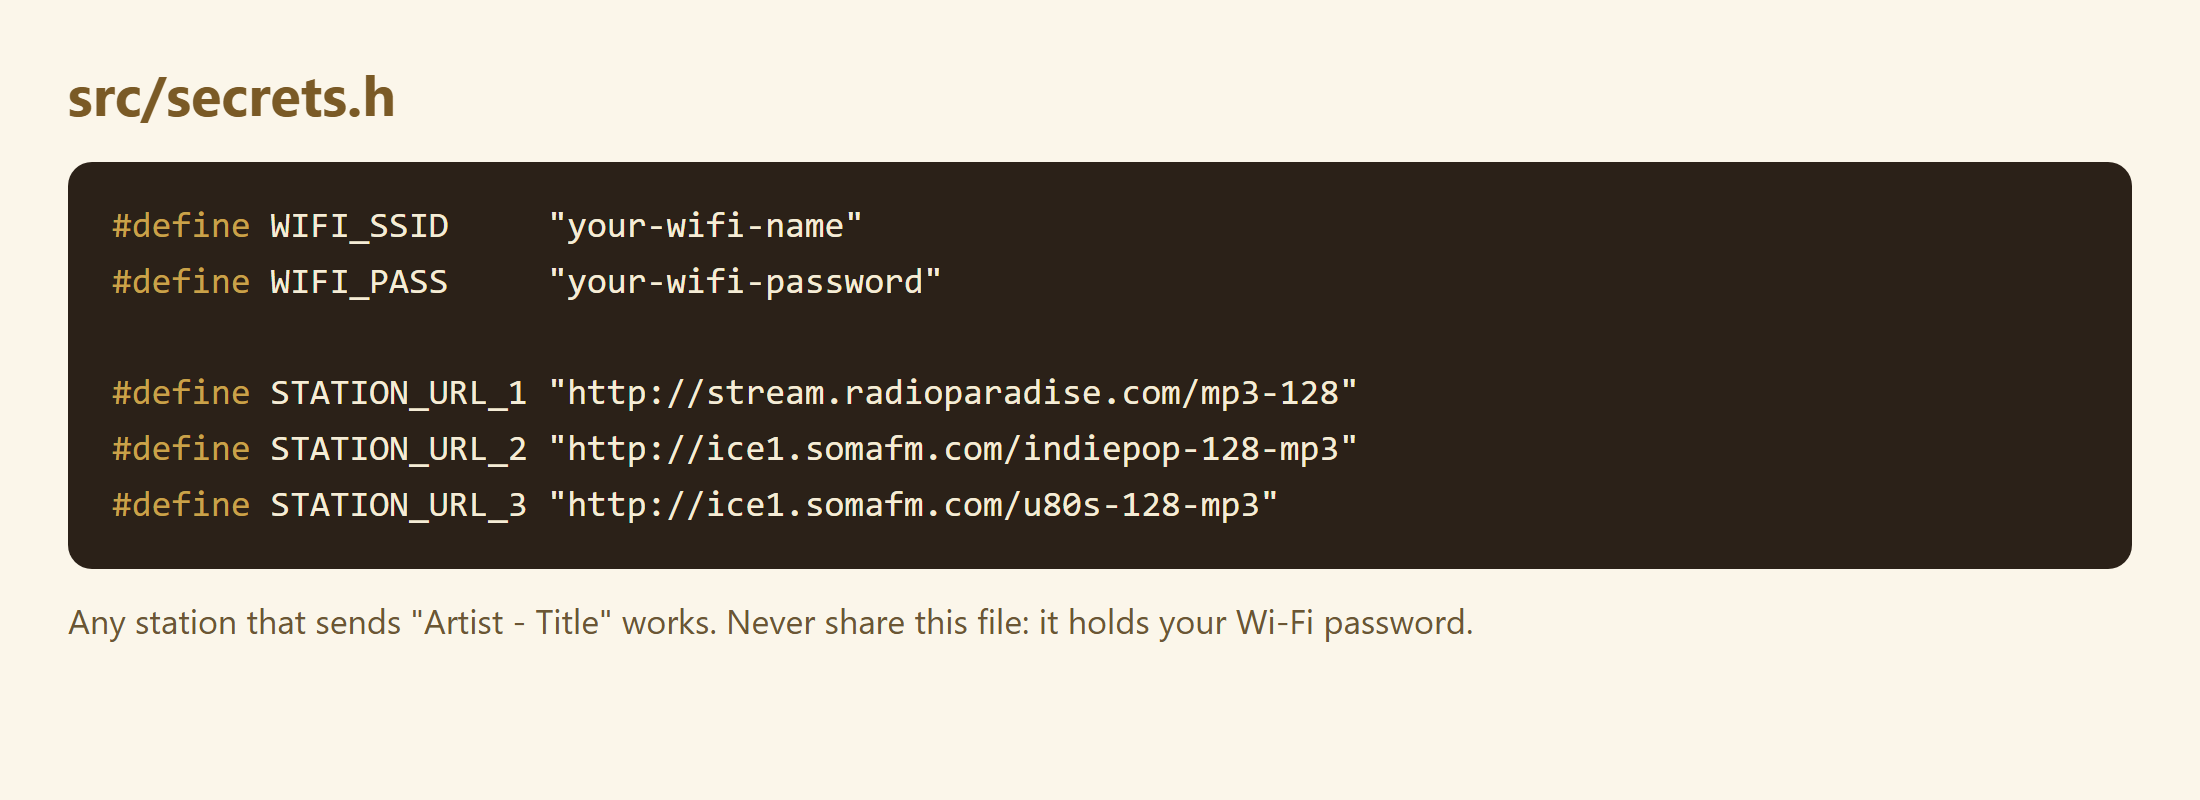 src/secrets.h
#define WIFI_SSID     "your-wifi-name"
#define WIFI_PASS     "your-wifi-password"
#define STATION_URL_1 "http://stream.radioparadise.com/mp3-128"
#define STATION_URL_2 "http://ice1.somafm.com/indiepop-128-mp3"
#define STATION_URL_3 "http://ice1.somafm.com/u80s-128-mp3"
Any station that sends "Artist - Title" works. Never share this file: it holds your Wi-Fi password.